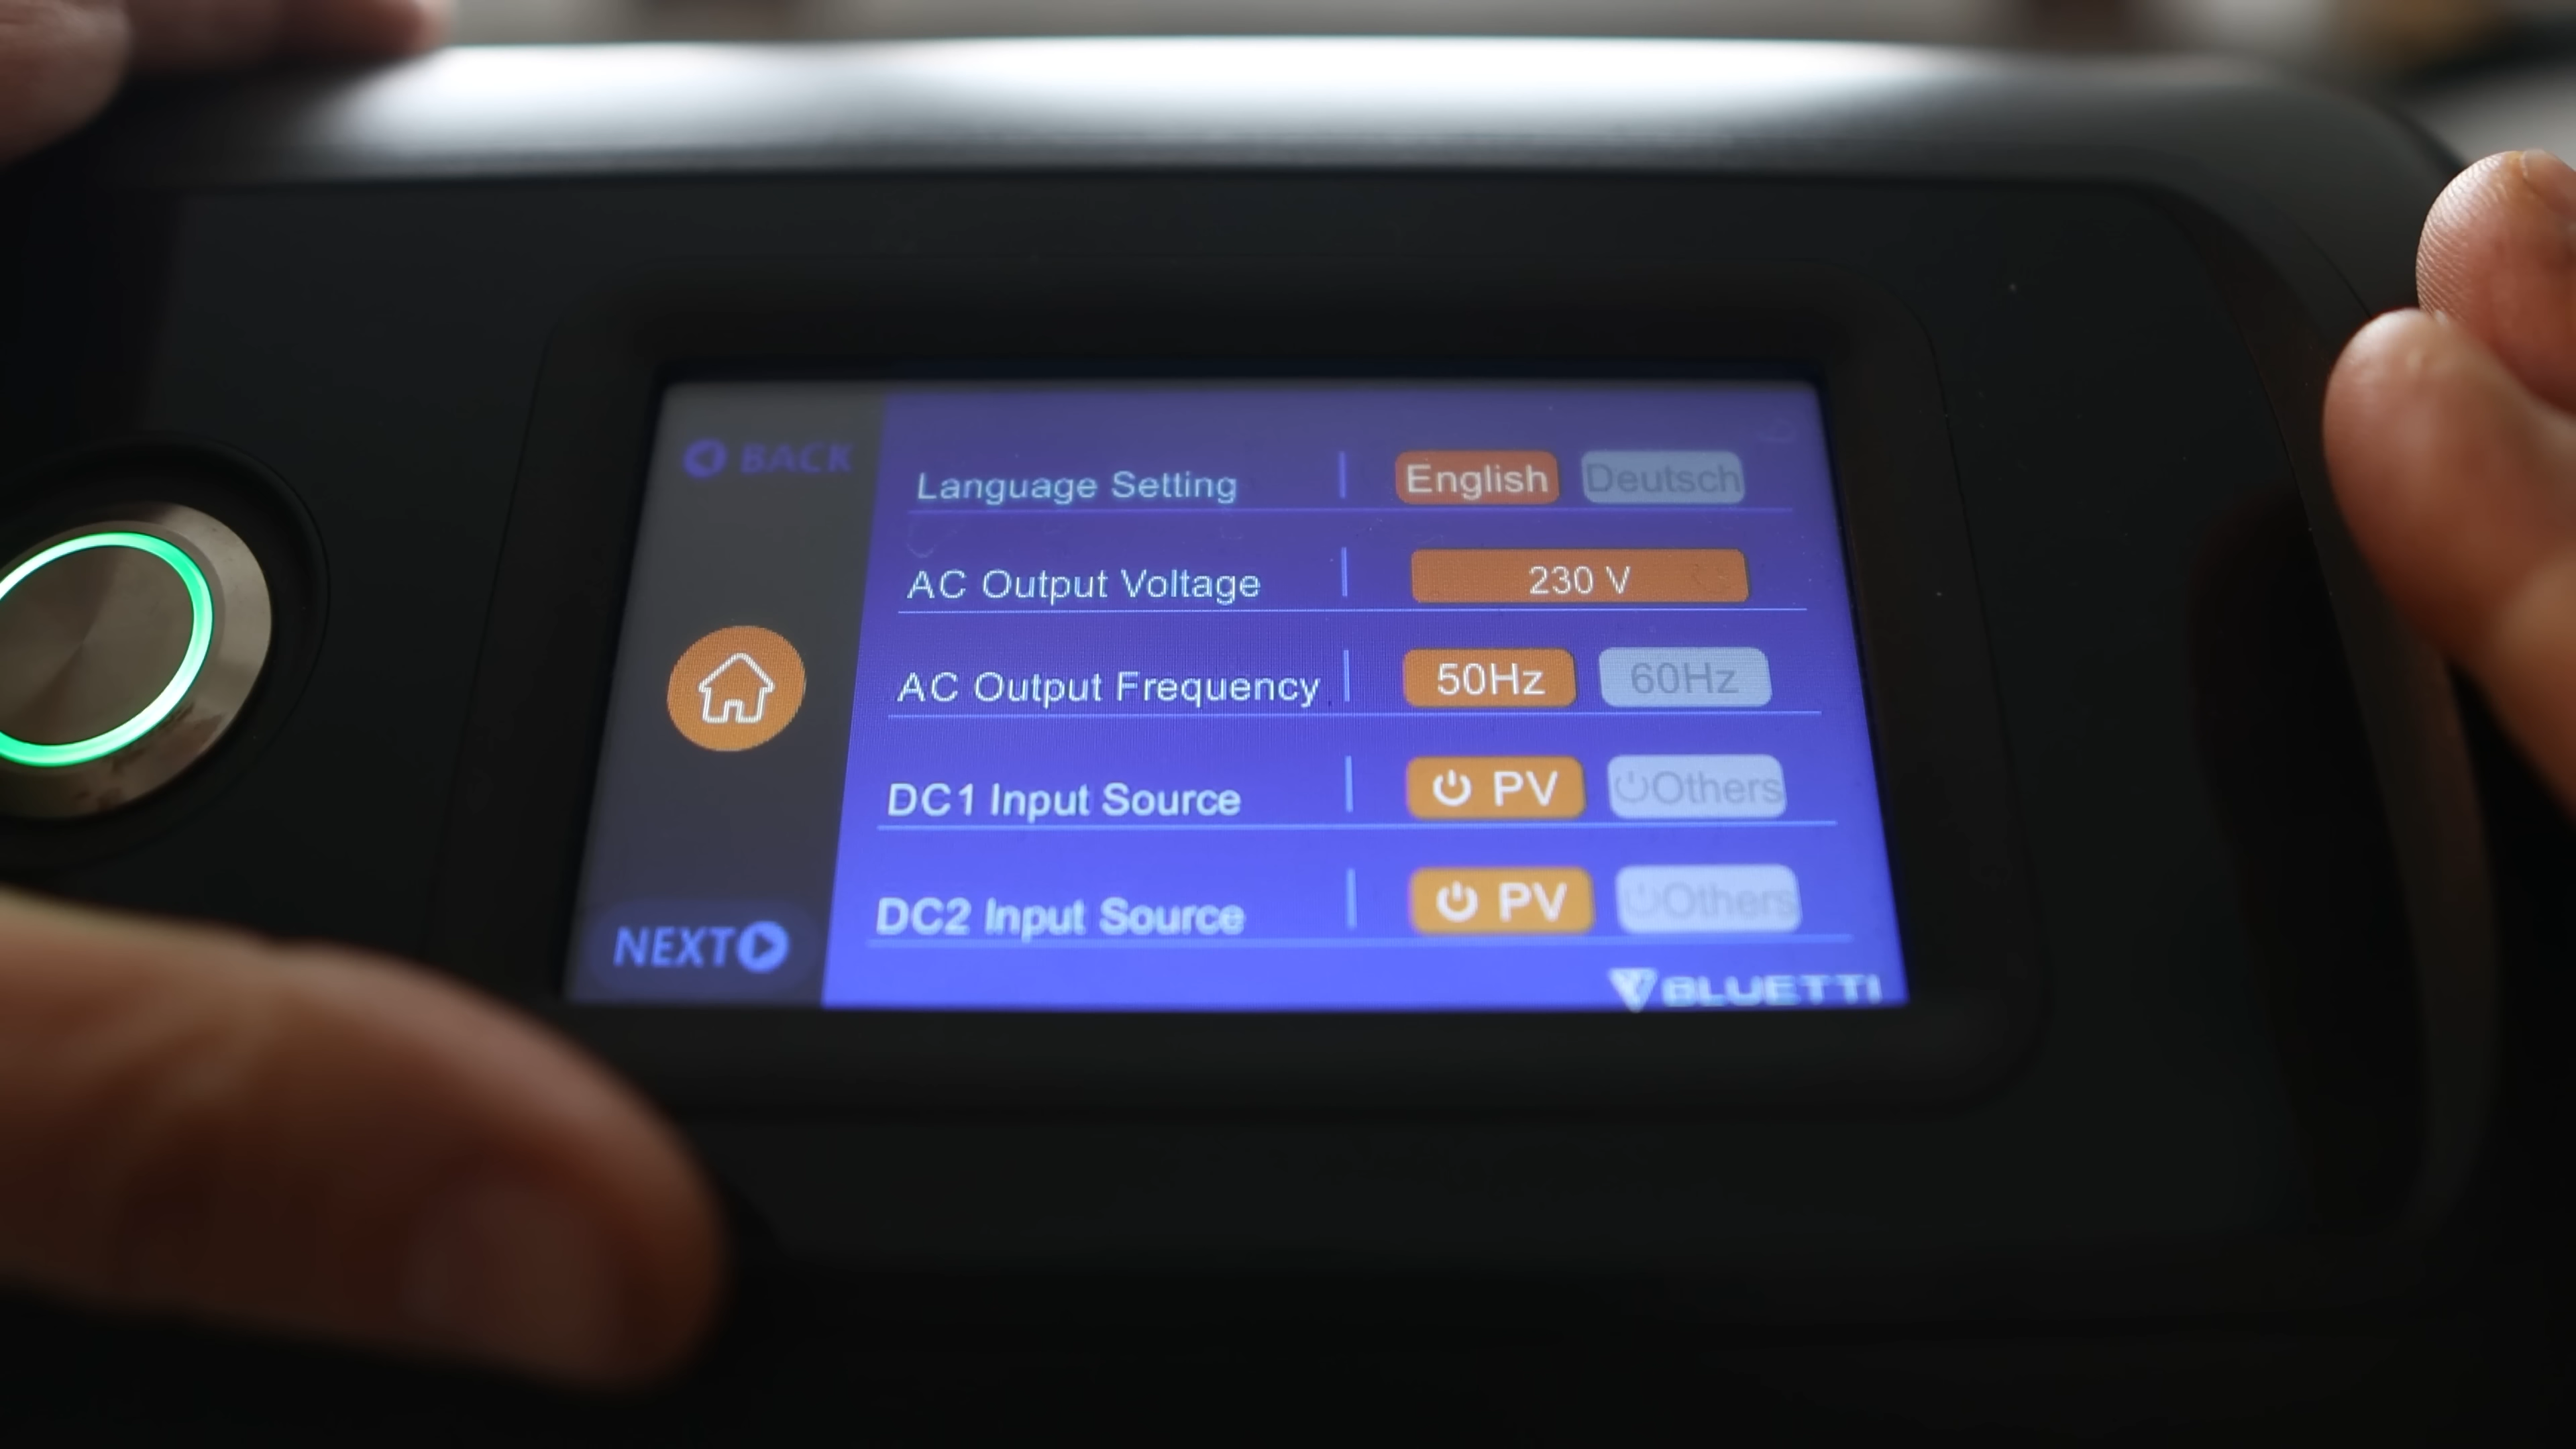 BACK
Language Setting English Deutsch
AC Output Voltage 230 V
AC Output Frequency 50Hz 60Hz
DC1 Input Source PV Others
DC2 Input Source PV Others
NEXT
BLUETTI